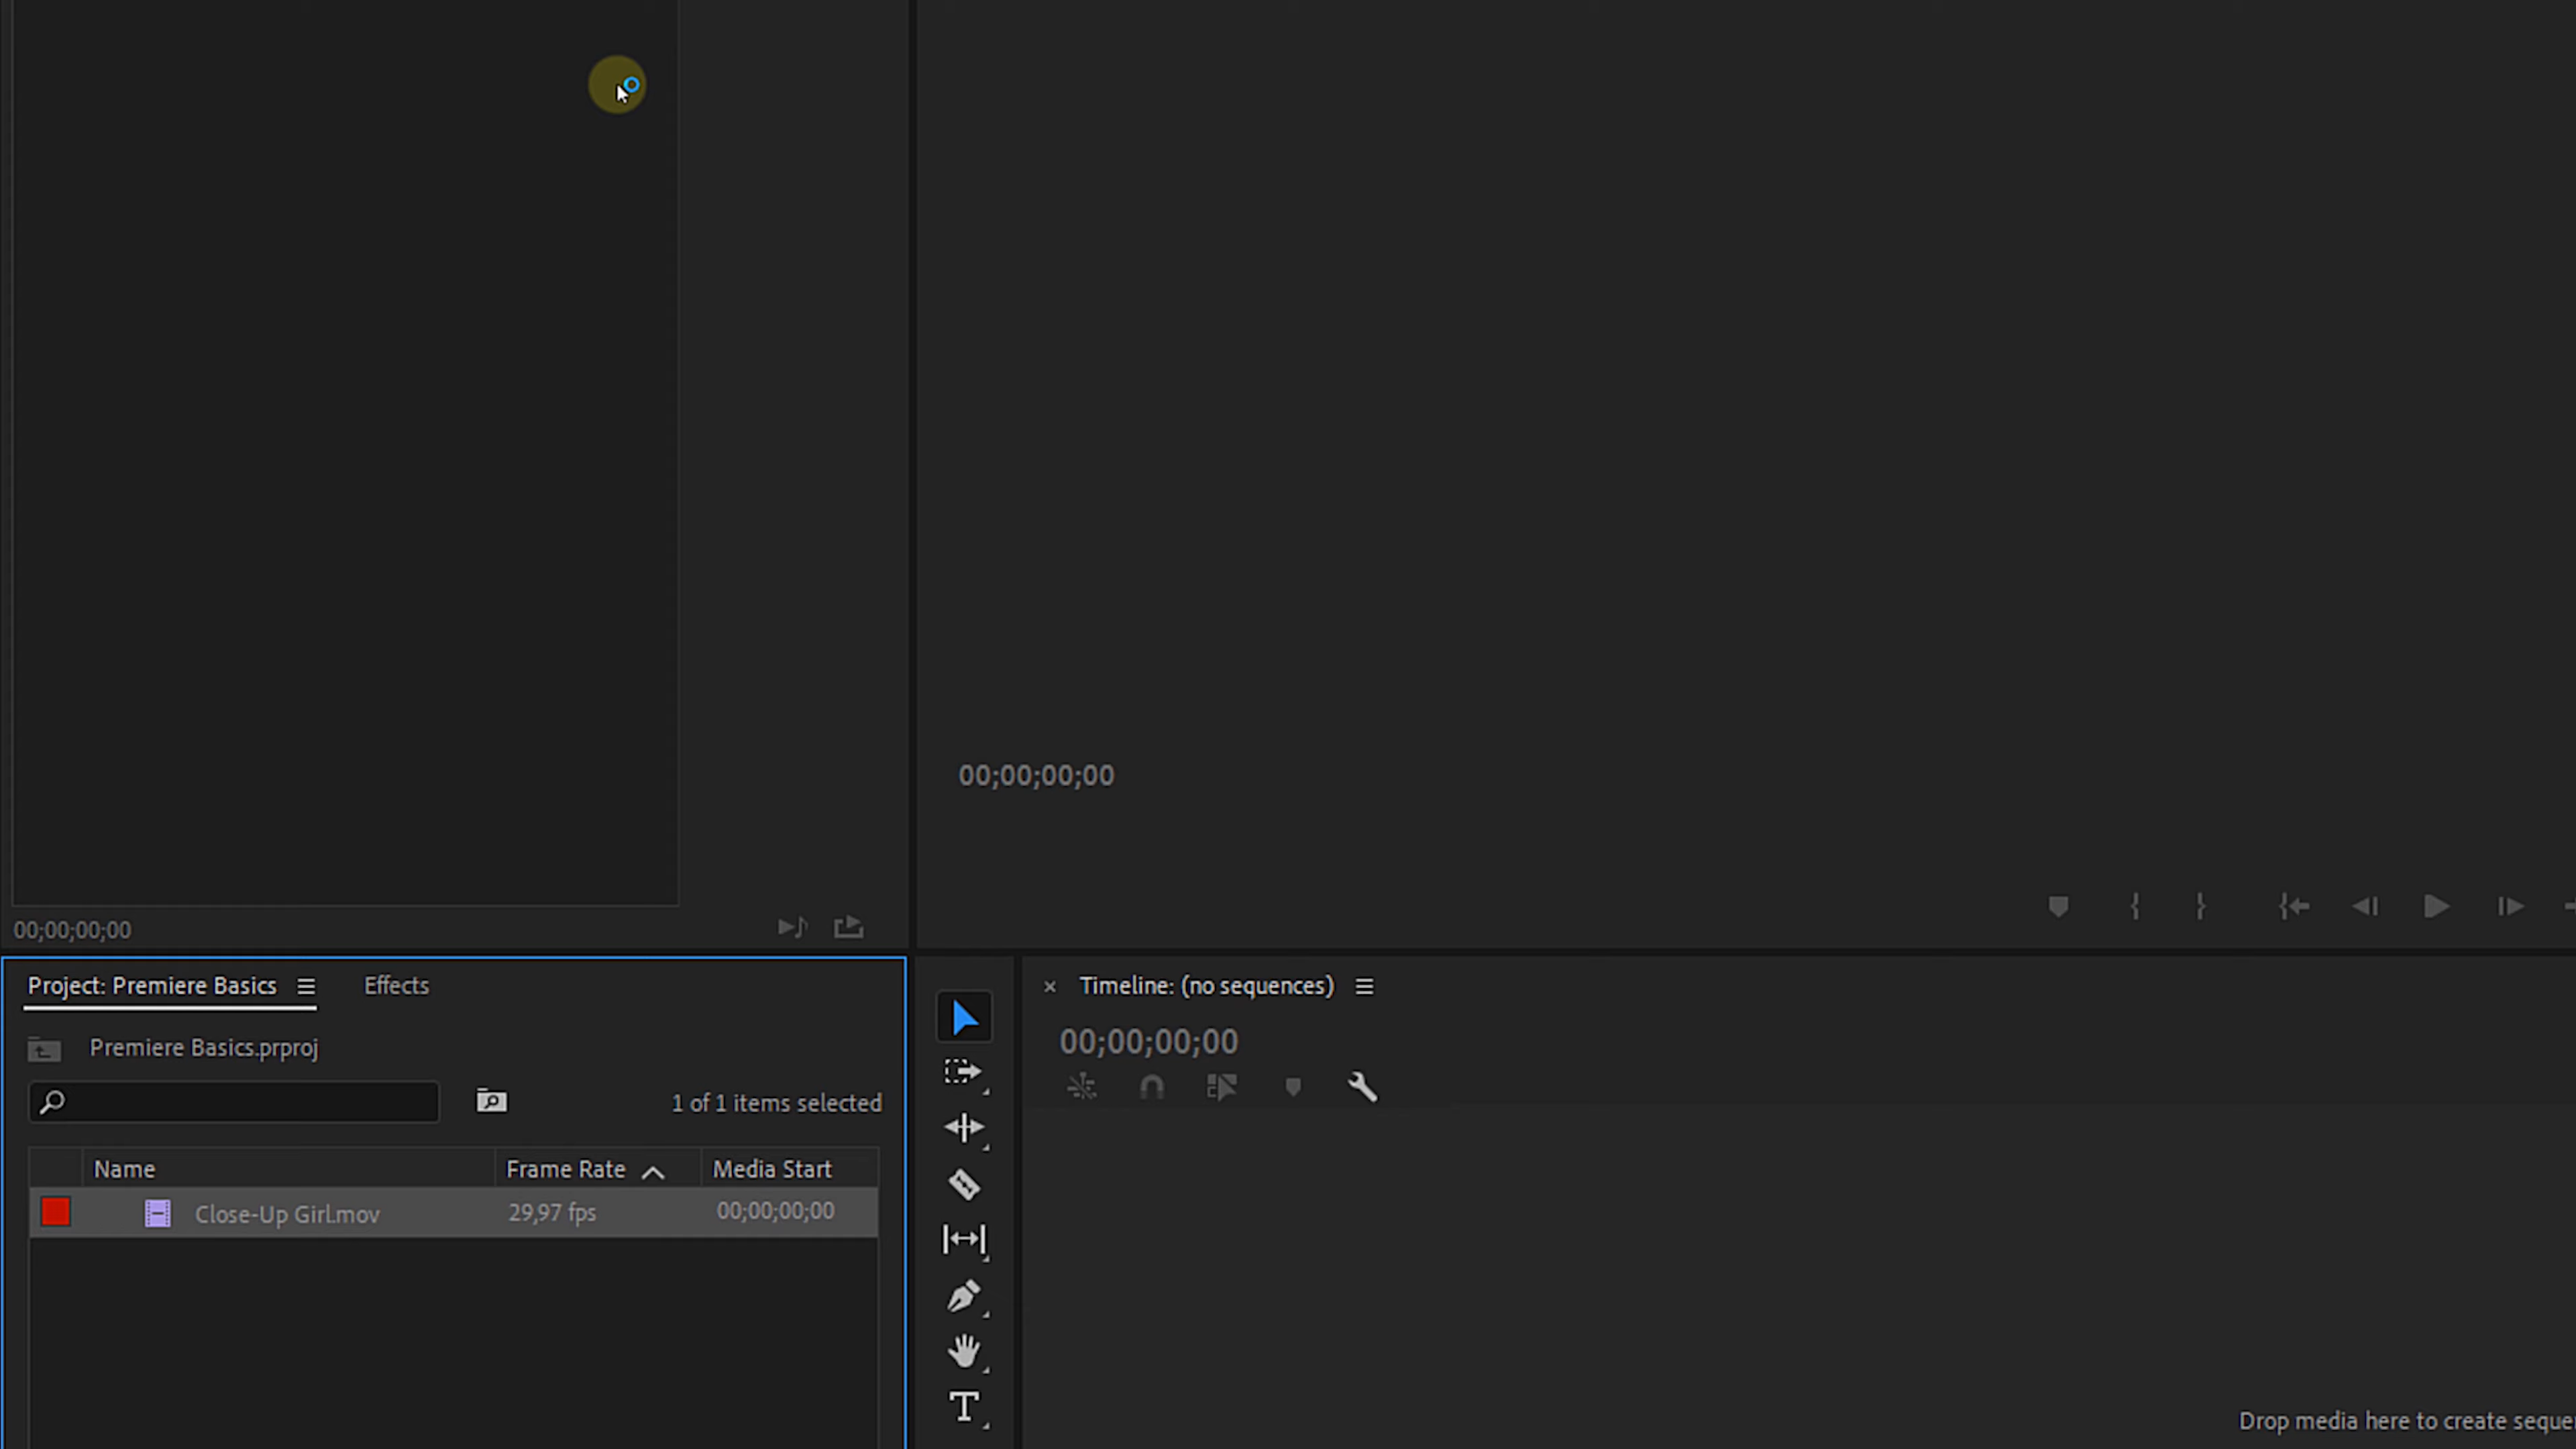 00;00;00;00
00;00;00;00
Project: Premiere Basics
Effects
Premiere Basics.prproj
1 of 1 items selected
Name Frame Rate Media Start
Close-Up Girl.mov 29,97 fps 00;00;00;00
Timeline: (no sequences)
00;00;00;00
Drop media here to create